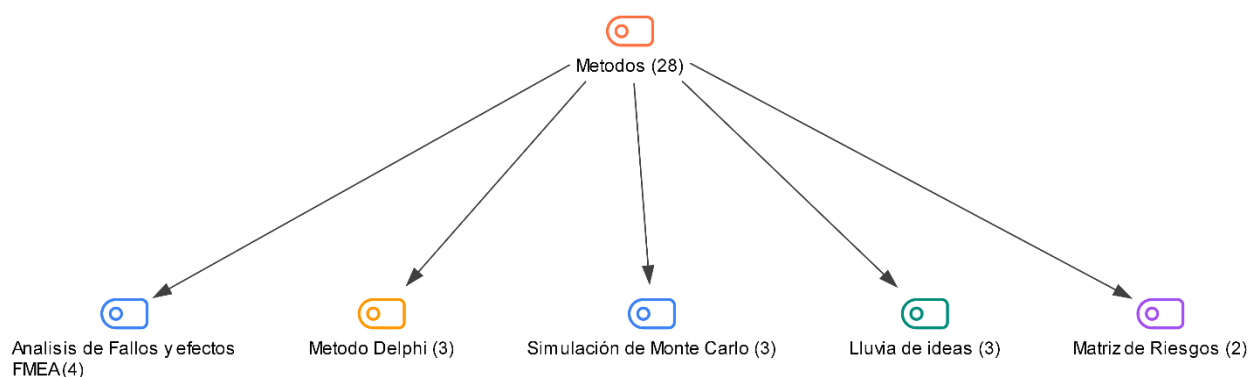 Metodos (28)
Analisis de Fallos y efectos
FMEA(4)
Metodo Delphi (3)
Simulación de Monte Carlo (3)
Lluvia de ideas (3)
Matriz de Riesgos (2)